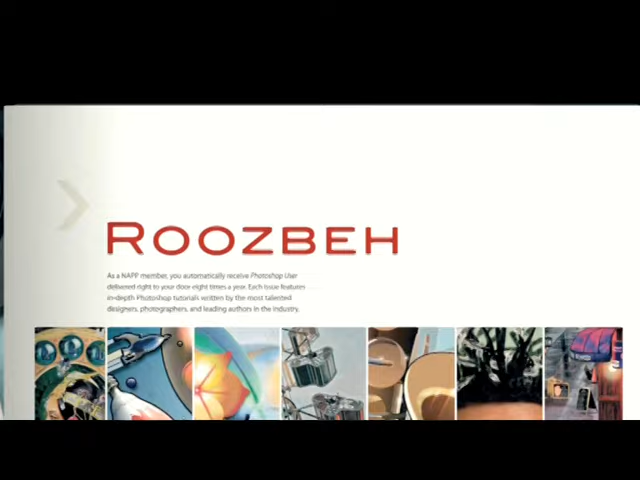 ROOZBEH
As a NAPP member, you automatically receive Photoshop User
delivered right to your door eight times a year. Each issue features
in-depth Photoshop tutorials written by the most talented
designers, photographers, and leading authors in the industry.